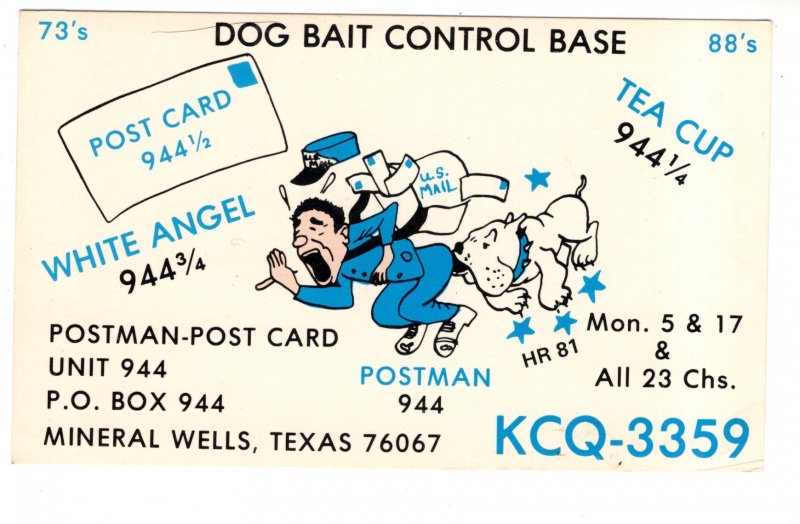 73's
DOG BAIT CONTROL BASE
88's
POST CARD
944½
TEA CUP
944¼
U.S.
MAIL
U.S.
MAIL
WHITE ANGEL
944¾
HR 81
POSTMAN-POST CARD
UNIT 944
P.O. BOX 944
MINERAL WELLS, TEXAS 76067
POSTMAN
944
Mon. 5 & 17
&
All 23 Chs.
KCQ-3359